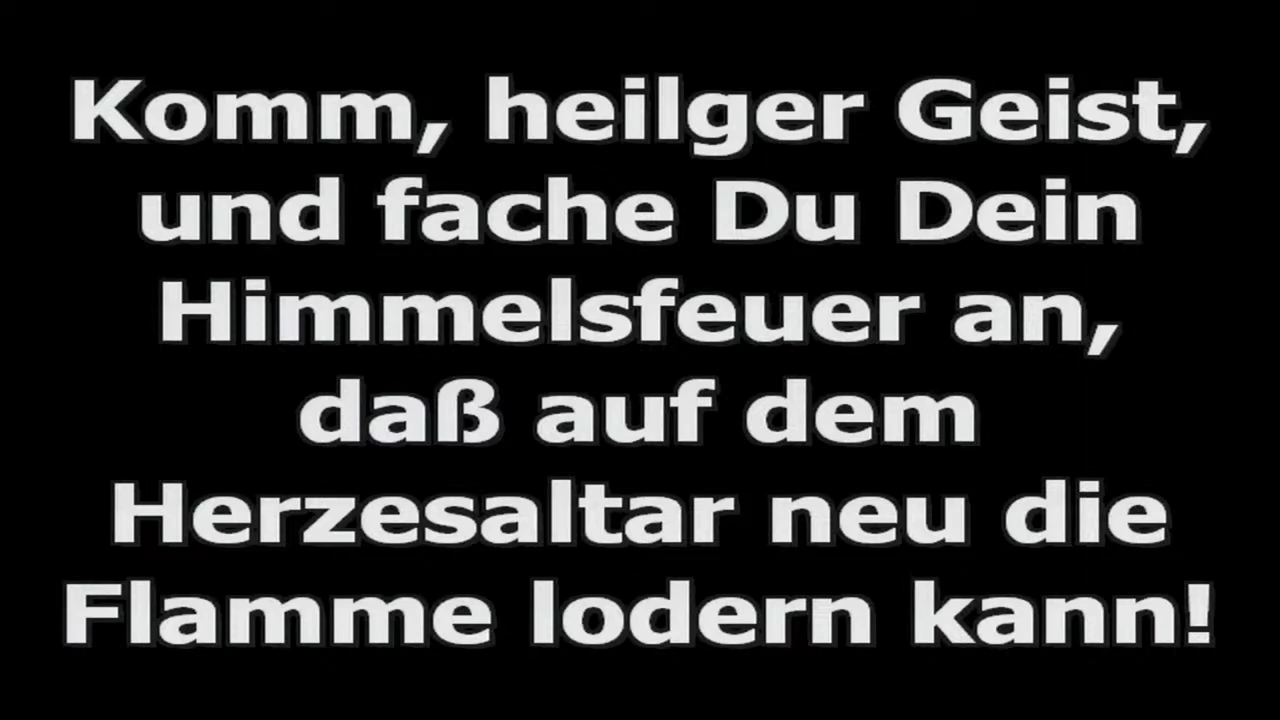 Komm, heilger Geist,
und fache Du Dein
Himmelsfeuer an,
daß auf dem
Herzesaltar neu die
Flamme lodern kann!